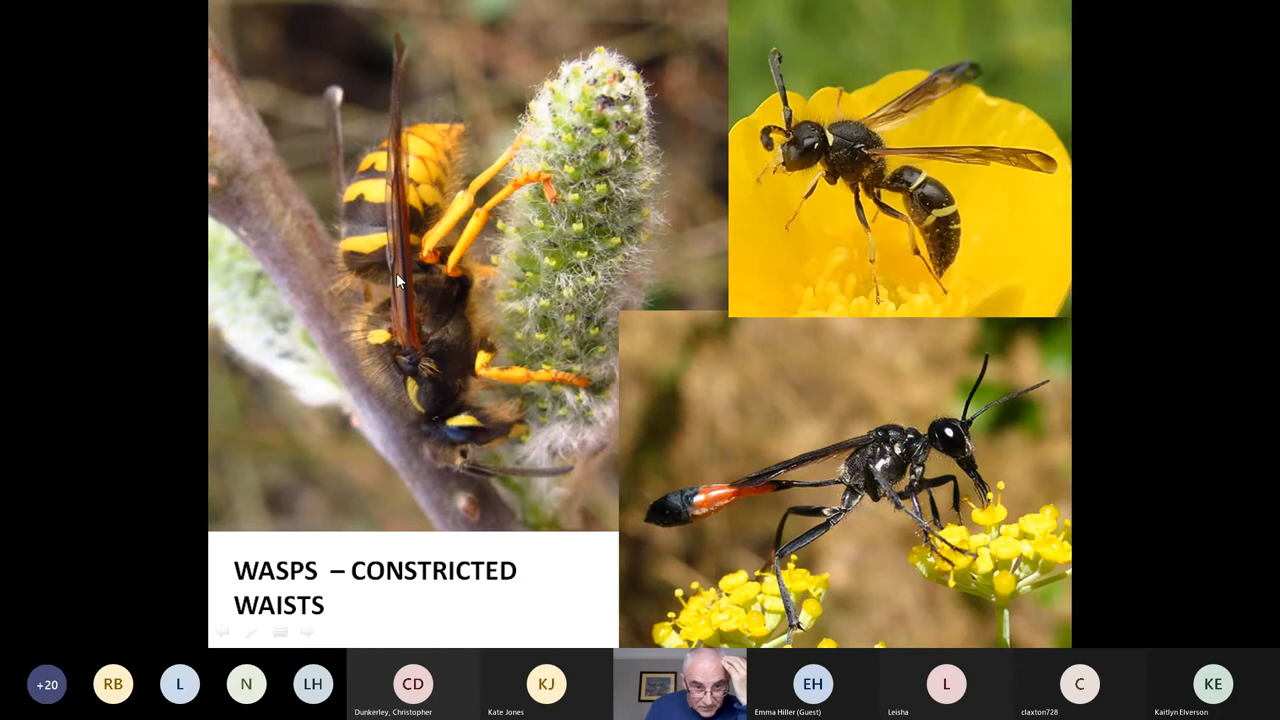 WASPS – CONSTRICTED
WAISTS
+20
RB
L
N
LH
CD
Dunkerley, Christopher
KJ
Kate Jones
EH
Emma Hiller (Guest)
L
Leisha
C
claxton728
KE
Kaitlyn Elverson